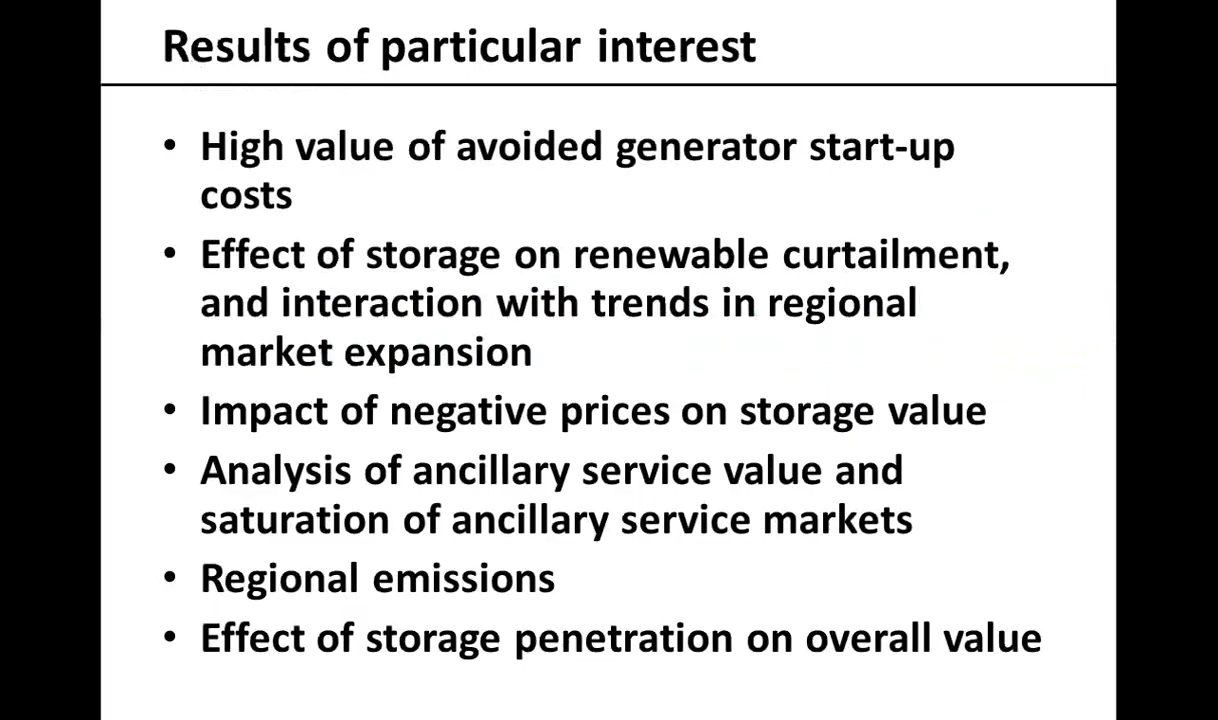 Results of particular interest
• High value of avoided generator start-up
costs
• Effect of storage on renewable curtailment,
and interaction with trends in regional
market expansion
• Impact of negative prices on storage value
• Analysis of ancillary service value and
saturation of ancillary service markets
• Regional emissions
• Effect of storage penetration on overall value